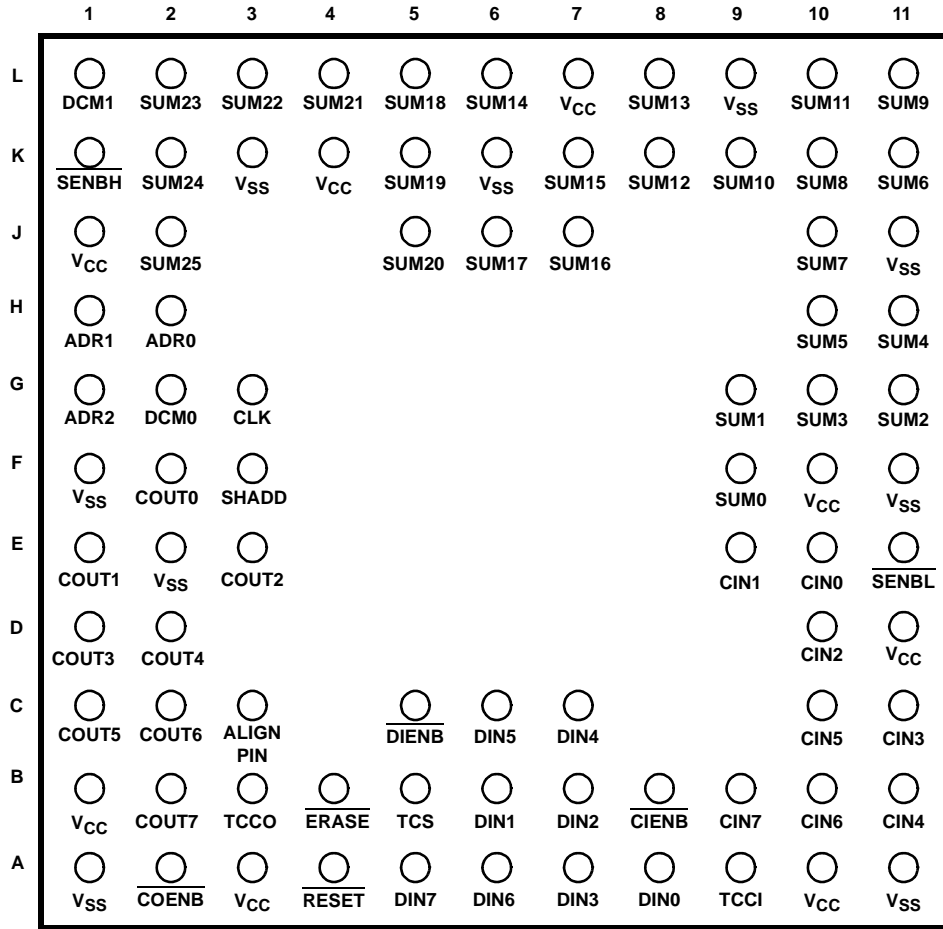 1 2 3 4 5 6 7 8 9 10 11
L
DCM1 SUM23 SUM22 SUM21 SUM18 SUM14 VCC SUM13 VSS SUM11 SUM9
K
SENBH SUM24 VSS VCC SUM19 VSS SUM15 SUM12 SUM10 SUM8 SUM6
J
VCC SUM25 SUM20 SUM17 SUM16 SUM7 VSS
H
ADR1 ADR0 SUM5 SUM4
G
ADR2 DCM0 CLK SUM1 SUM3 SUM2
F
VSS COUT0 SHADD SUM0 VCC VSS
E
COUT1 VSS COUT2 CIN1 CIN0 SENBL
D
COUT3 COUT4 CIN2 VCC
C
COUT5 COUT6 ALIGN DIENB DIN5 DIN4 CIN5 CIN3
PIN
B
VCC COUT7 TCCO ERASE TCS DIN1 DIN2 CIENB CIN7 CIN6 CIN4
A
VSS COENB VCC RESET DIN7 DIN6 DIN3 DIN0 TCCI VCC VSS